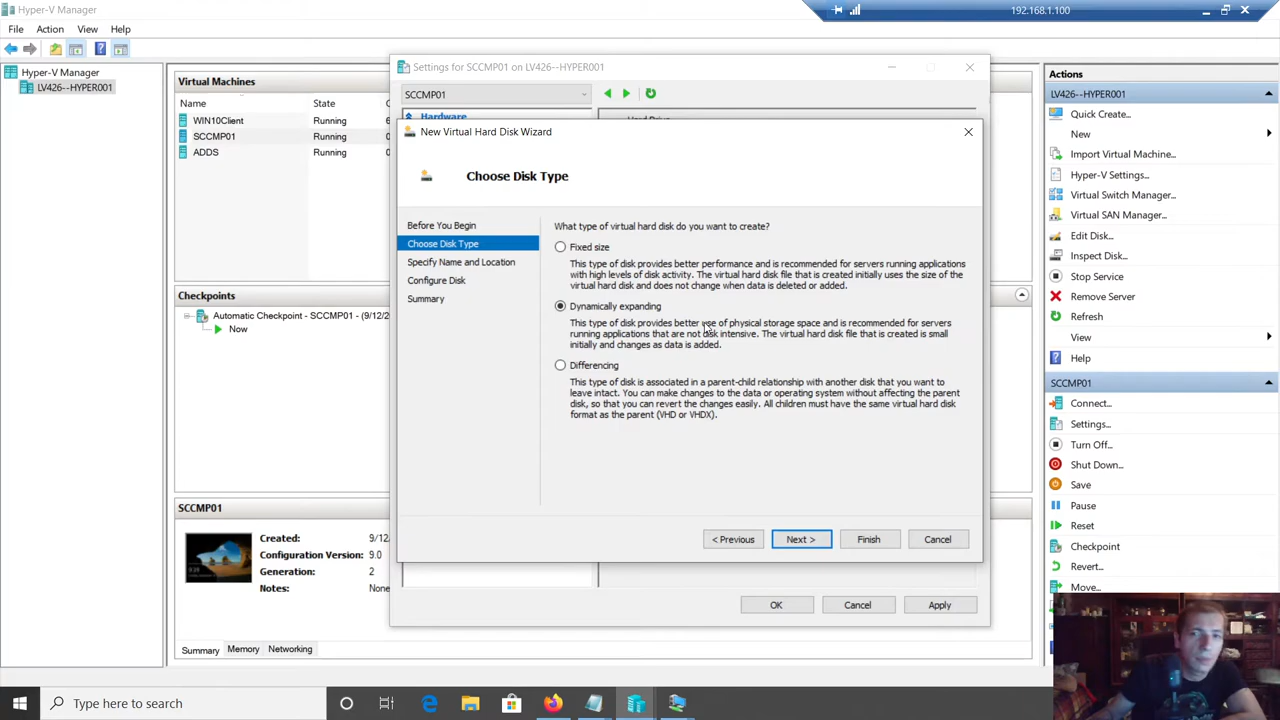 Hyper-V Manager
192.168.1.100
File Action View Help
Hyper-V Manager
LV426--HYPER001
Virtual Machines
Name State
WIN10Client Running 6
SCCMP01 Running
ADDS Running
Checkpoints
Automatic Checkpoint - SCCMP01 - (9/12/
Now
SCCMP01
Created: 9/12/
Configuration Version: 9.0
Generation: 2
Notes: None
Summary Memory Networking
Settings for SCCMP01 on LV426--HYPER001
SCCMP01
Hardware
Hard Drive
New Virtual Hard Disk Wizard
Choose Disk Type
Before You Begin
Choose Disk Type
Specify Name and Location
Configure Disk
Summary
What type of virtual hard disk do you want to create?
Fixed size
This type of disk provides better performance and is recommended for servers running applications
with high levels of disk activity. The virtual hard disk file that is created initially uses the size of the
virtual hard disk and does not change when data is deleted or added.
Dynamically expanding
This type of disk provides better use of physical storage space and is recommended for servers
running applications that are not disk intensive. The virtual hard disk file that is created is small
initially and changes as data is added.
Differencing
This type of disk is associated in a parent-child relationship with another disk that you want to
leave intact. You can make changes to the data or operating system without affecting the parent
disk, so that you can revert the changes easily. All children must have the same virtual hard disk
format as the parent (VHD or VHDX).
< Previous Next > Finish Cancel
OK Cancel Apply
Actions
LV426--HYPER001
Quick Create...
New
Import Virtual Machine...
Hyper-V Settings...
Virtual Switch Manager...
Virtual SAN Manager...
Edit Disk...
Inspect Disk...
Stop Service
Remove Server
Refresh
View
Help
SCCMP01
Connect...
Settings...
Turn Off...
Shut Down...
Save
Pause
Reset
Checkpoint
Revert...
Move...
Type here to search